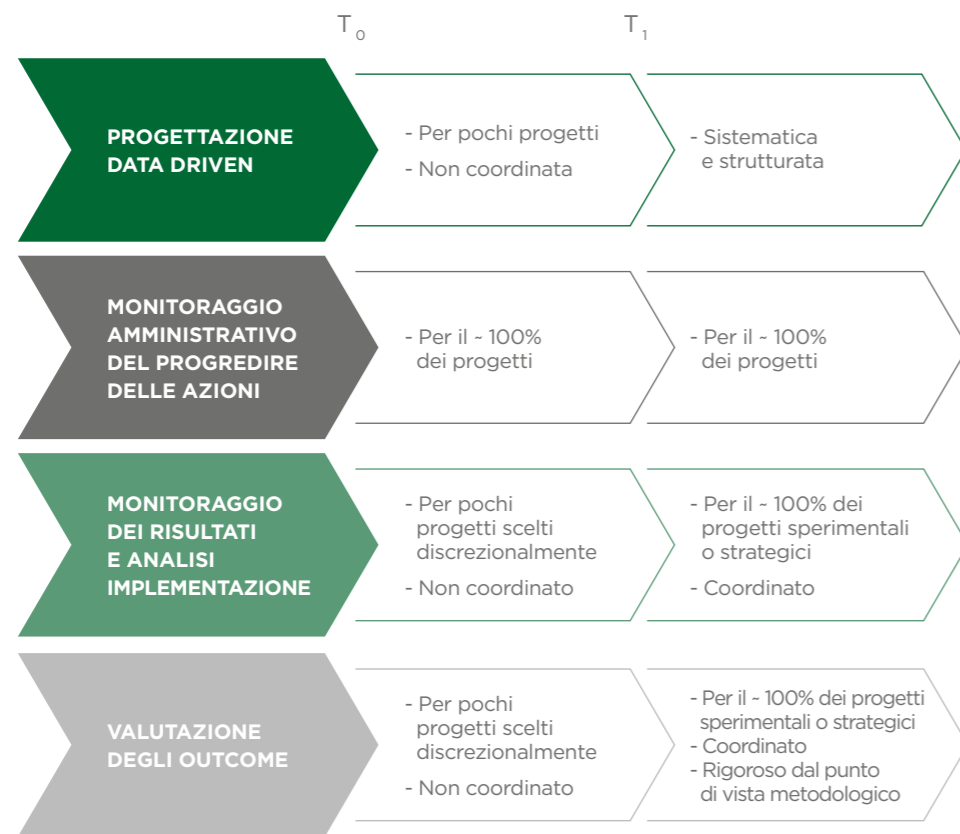 T0
T1
PROGETTAZIONE
DATA DRIVEN
- Per pochi progetti
- Non coordinata
- Sistematica
e strutturata
MONITORAGGIO
AMMINISTRATIVO
DEL PROGREDIRE
DELLE AZIONI
- Per il ~ 100%
dei progetti
- Per il ~ 100%
dei progetti
MONITORAGGIO
DEI RISULTATI
E ANALISI
IMPLEMENTAZIONE
- Per pochi
progetti scelti
discrezionalmente
- Non coordinato
- Per il ~ 100% dei
progetti sperimentali
o strategici
- Coordinato
VALUTAZIONE
DEGLI OUTCOME
- Per pochi
progetti scelti
discrezionalmente
- Non coordinato
- Per il ~ 100% dei progetti
sperimentali o strategici
- Coordinato
- Rigoroso dal punto
di vista metodologico